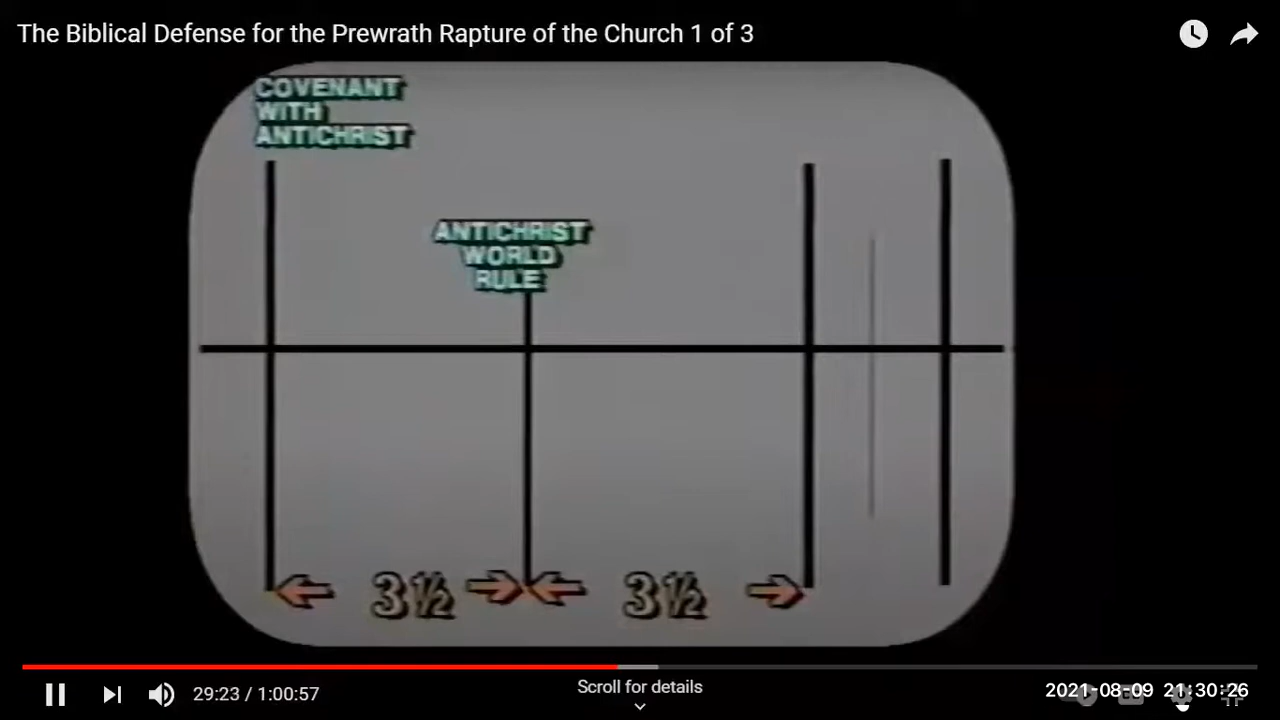 The Biblical Defense for the Prewrath Rapture of the Church 1 of 3
COVENANT
WITH
ANTICHRIST
ANTICHRIST
WORLD
RULE
3½ 3½
29:23 / 1:00:57
Scroll for details
2021-08-09 21:30:26